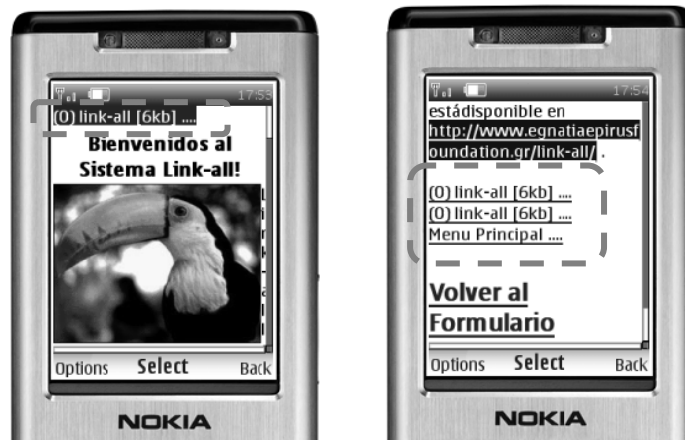 17:53
(0) link-all [6kb] ....
Bienvenidos al
Sistema Link-all!
Options Select Back
NOKIA
17:54
estádisponible en
http://www.egnatiaepirusf
oundation.gr/link-all/ .
(0) link-all [6kb] ....
(0) link-all [6kb] ....
Menu Principal ....
Volver al
Formulario
Options Select Back
NOKIA